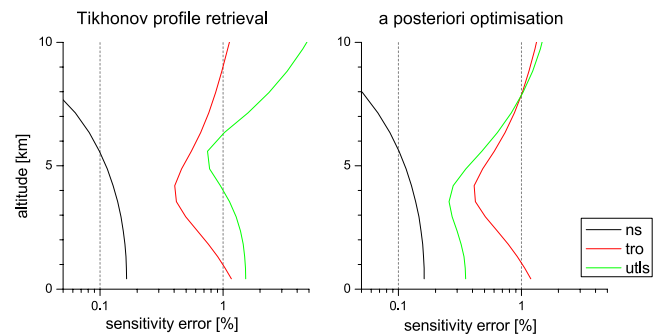 Tikhonov profile retrieval
a posteriori optimisation
10
5
0
altitude [km]
0.1
1
sensitivity error [%]
10
5
0
0.1
1
sensitivity error [%]
ns
tro
utls